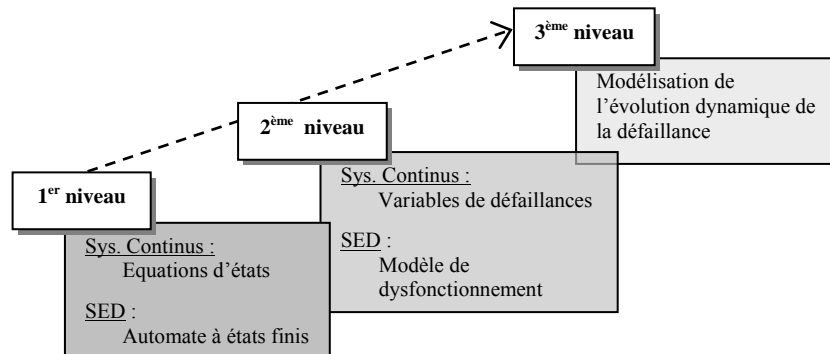 1er niveau
Sys. Continus :
Equations d'états
SED :
Automate à états finis
2ème niveau
Sys. Continus :
Variables de défaillances
SED :
Modèle de
dysfonctionnement
3ème niveau
Modélisation de
l'évolution dynamique de
la défaillance